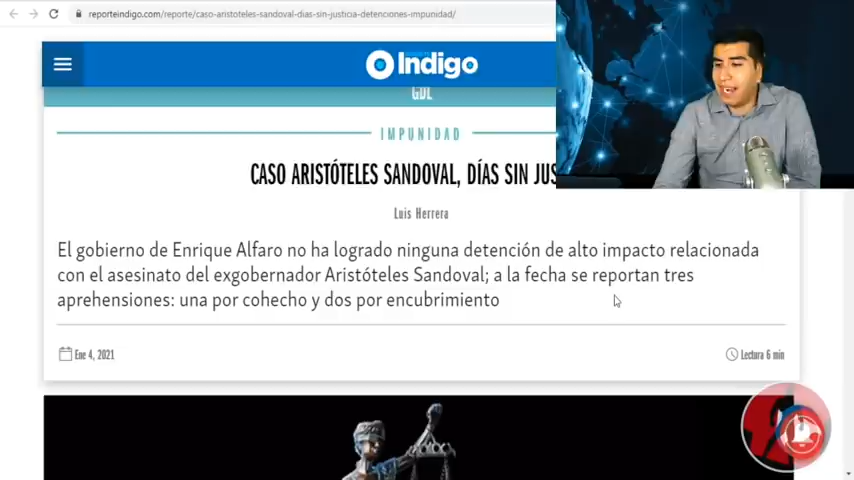 reporteindigo.com/reporte/caso-aristoteles-sandoval-dias-sin-justicia-detenciones-impunidad/
Indigo
GDL
IMPUNIDAD
CASO ARISTÓTELES SANDOVAL, DÍAS SIN JUS
Luis Herrera
El gobierno de Enrique Alfaro no ha logrado ninguna detención de alto impacto relacionada
con el asesinato del exgobernador Aristóteles Sandoval; a la fecha se reportan tres
aprehensiones: una por cohecho y dos por encubrimiento
Ene 4, 2021
Lectura 6 min